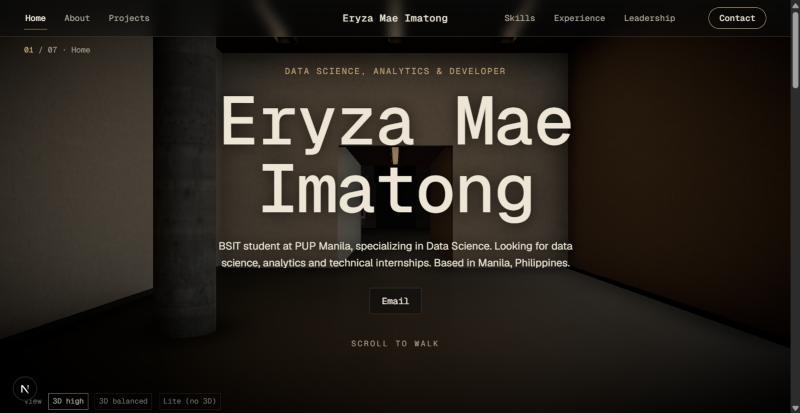 Home About Projects Eryza Mae Imatong Skills Experience Leadership Contact
01 / 07 · Home
DATA SCIENCE, ANALYTICS & DEVELOPER
Eryza Mae
Imatong
BSIT student at PUP Manila, specializing in Data Science. Looking for data
science, analytics and technical internships. Based in Manila, Philippines.
Email
SCROLL TO WALK
N
View 3D high 3D balanced Lite (no 3D)